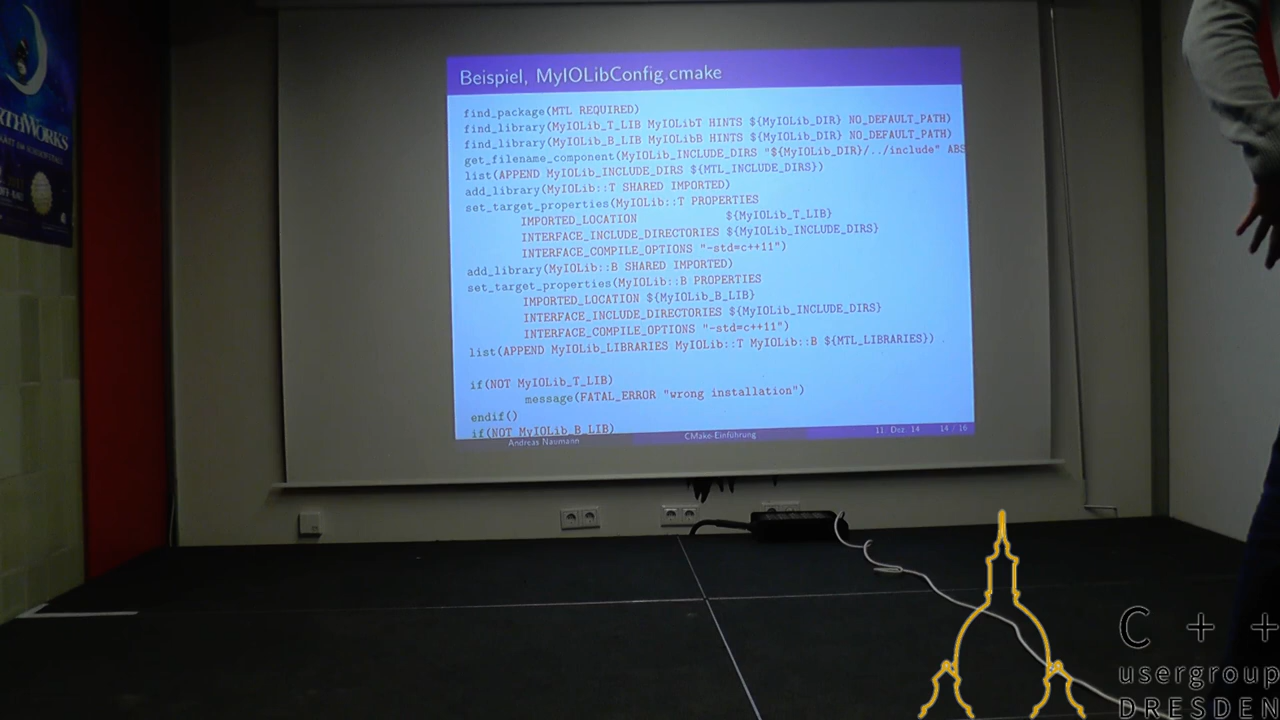 Beispiel, MyIOLibConfig.cmake
find_package(MTL REQUIRED)
find_library(MyIOLib_T_LIB MyIOLibT HINTS ${MyIOLib_DIR} NO_DEFAULT_PATH)
find_library(MyIOLib_B_LIB MyIOLibB HINTS ${MyIOLib_DIR} NO_DEFAULT_PATH)
get_filename_component(MyIOLib_INCLUDE_DIRS "${MyIOLib_DIR}/../include" ABS
list(APPEND MyIOLib_INCLUDE_DIRS ${MTL_INCLUDE_DIRS})
add_library(MyIOLib::T SHARED IMPORTED)
set_target_properties(MyIOLib::T PROPERTIES
IMPORTED_LOCATION ${MyIOLib_T_LIB}
INTERFACE_INCLUDE_DIRECTORIES ${MyIOLib_INCLUDE_DIRS}
INTERFACE_COMPILE_OPTIONS "-std=c++11")
add_library(MyIOLib::B SHARED IMPORTED)
set_target_properties(MyIOLib::B PROPERTIES
IMPORTED_LOCATION ${MyIOLib_B_LIB}
INTERFACE_INCLUDE_DIRECTORIES ${MyIOLib_INCLUDE_DIRS}
INTERFACE_COMPILE_OPTIONS "-std=c++11")
list(APPEND MyIOLib_LIBRARIES MyIOLib::T MyIOLib::B ${MTL_LIBRARIES})
if(NOT MyIOLib_T_LIB)
message(FATAL_ERROR "wrong installation")
endif()
if(NOT MyIOLib_B_LIB)
Andreas Naumann CMake-Einführung 11. Dez. 14 14 / 16
C++
usergroup
DRESDEN